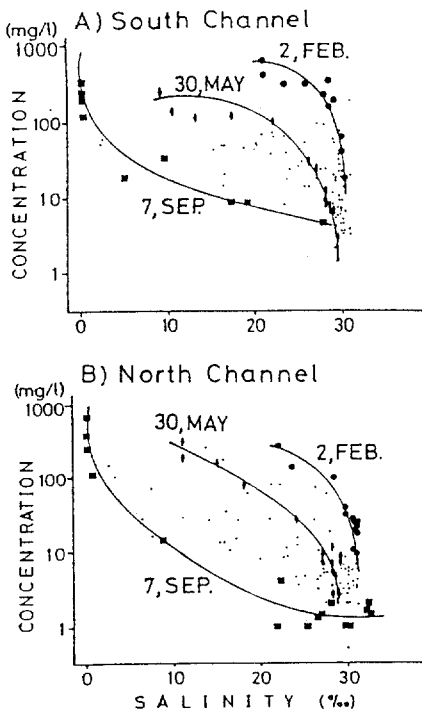 A) South Channel
(mg/l)
1000
100
10
1
CONCENTRATION
2, FEB.
30, MAY
7, SEP.
0
10
20
30
B) North Channel
(mg/l)
1000
100
10
1
CONCENTRATION
30, MAY
2, FEB.
7, SEP.
0
10
20
30
SALINITY (‰)